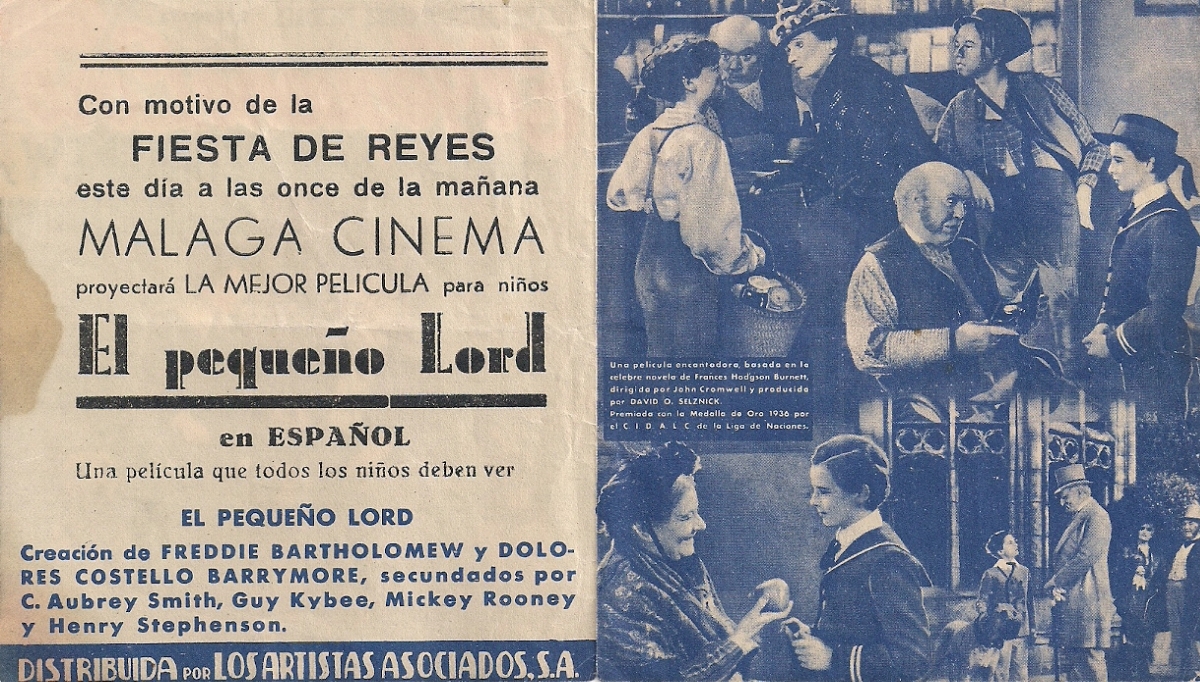 Con motivo de la
FIESTA DE REYES
este día a las once de la mañana
MALAGA CINEMA
proyectará LA MEJOR PELICULA para niños
El pequeño Lord
en ESPAÑOL
Una película que todos los niños deben ver
EL PEQUEÑO LORD
Creación de FREDDIE BARTHOLOMEW y DOLO-
RES COSTELLO BARRYMORE, secundados por
C. Aubrey Smith, Guy Kybee, Mickey Rooney
y Henry Stephenson.
DISTRIBUIDA POR LOS ARTISTAS ASOCIADOS, S.A.
Una película encantadora, basada en la
celebre novela de Frances Hodgson Burnett,
dirigida por John Cromwell y producida
por DAVID O. SELZNICK.
Premiada con la Medalla de Oro 1936 por
el C I D A L C de la Liga de Naciones.